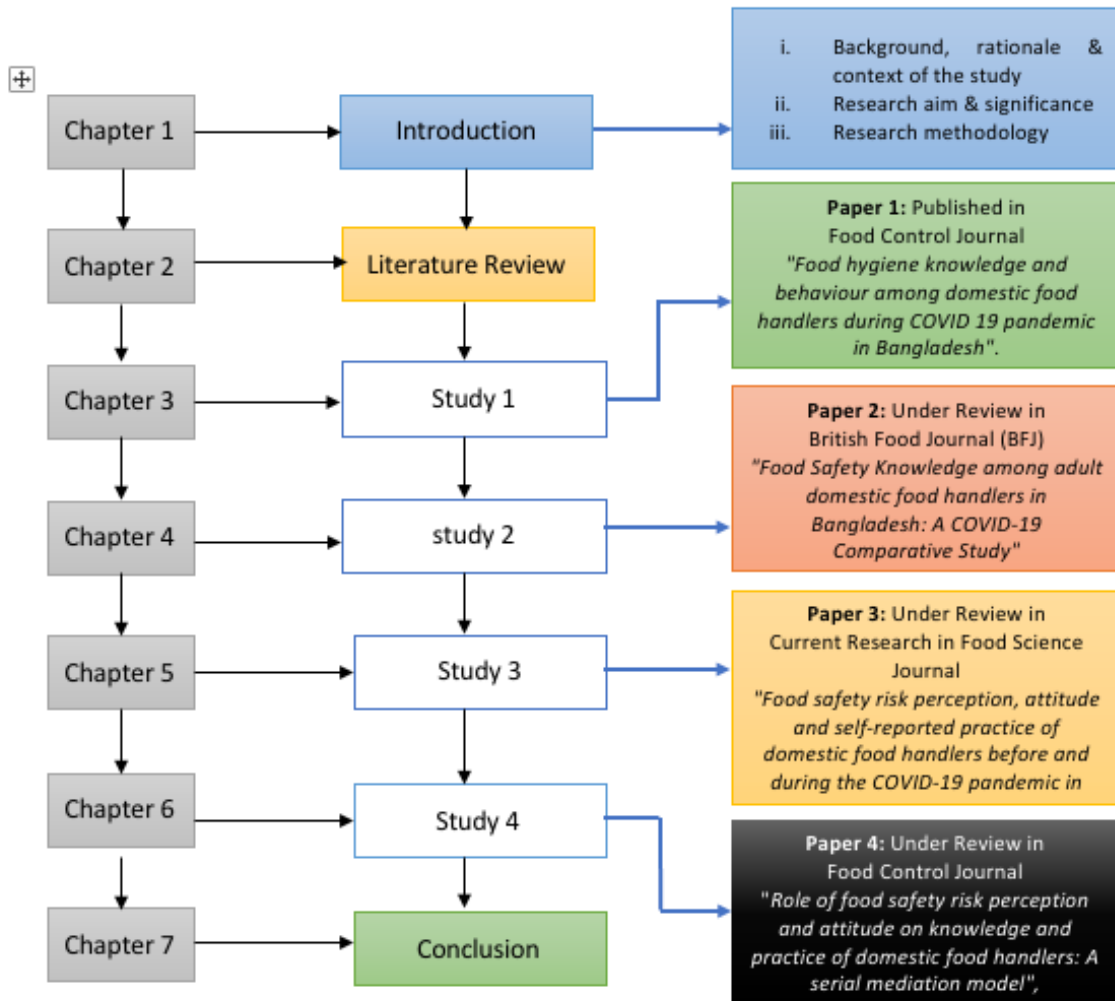 Chapter 1
Introduction
i. Background, rationale &
context of the study
ii. Research aim & significance
iii. Research methodology
Chapter 2
Literature Review
Paper 1: Published in
Food Control Journal
"Food hygiene knowledge and
behaviour among domestic food
handlers during COVID 19 pandemic
in Bangladesh".
Chapter 3
Study 1
Paper 2: Under Review in
British Food Journal (BFJ)
"Food Safety Knowledge among adult
domestic food handlers in
Bangladesh: A COVID-19
Comparative Study"
Chapter 4
study 2
Paper 3: Under Review in
Current Research in Food Science
Journal
"Food safety risk perception, attitude
and self-reported practice of
domestic food handlers before and
during the COVID-19 pandemic in
Chapter 5
Study 3
Chapter 6
Study 4
Paper 4: Under Review in
Food Control Journal
"Role of food safety risk perception
and attitude on knowledge and
practice of domestic food handlers: A
serial mediation model",
Chapter 7
Conclusion